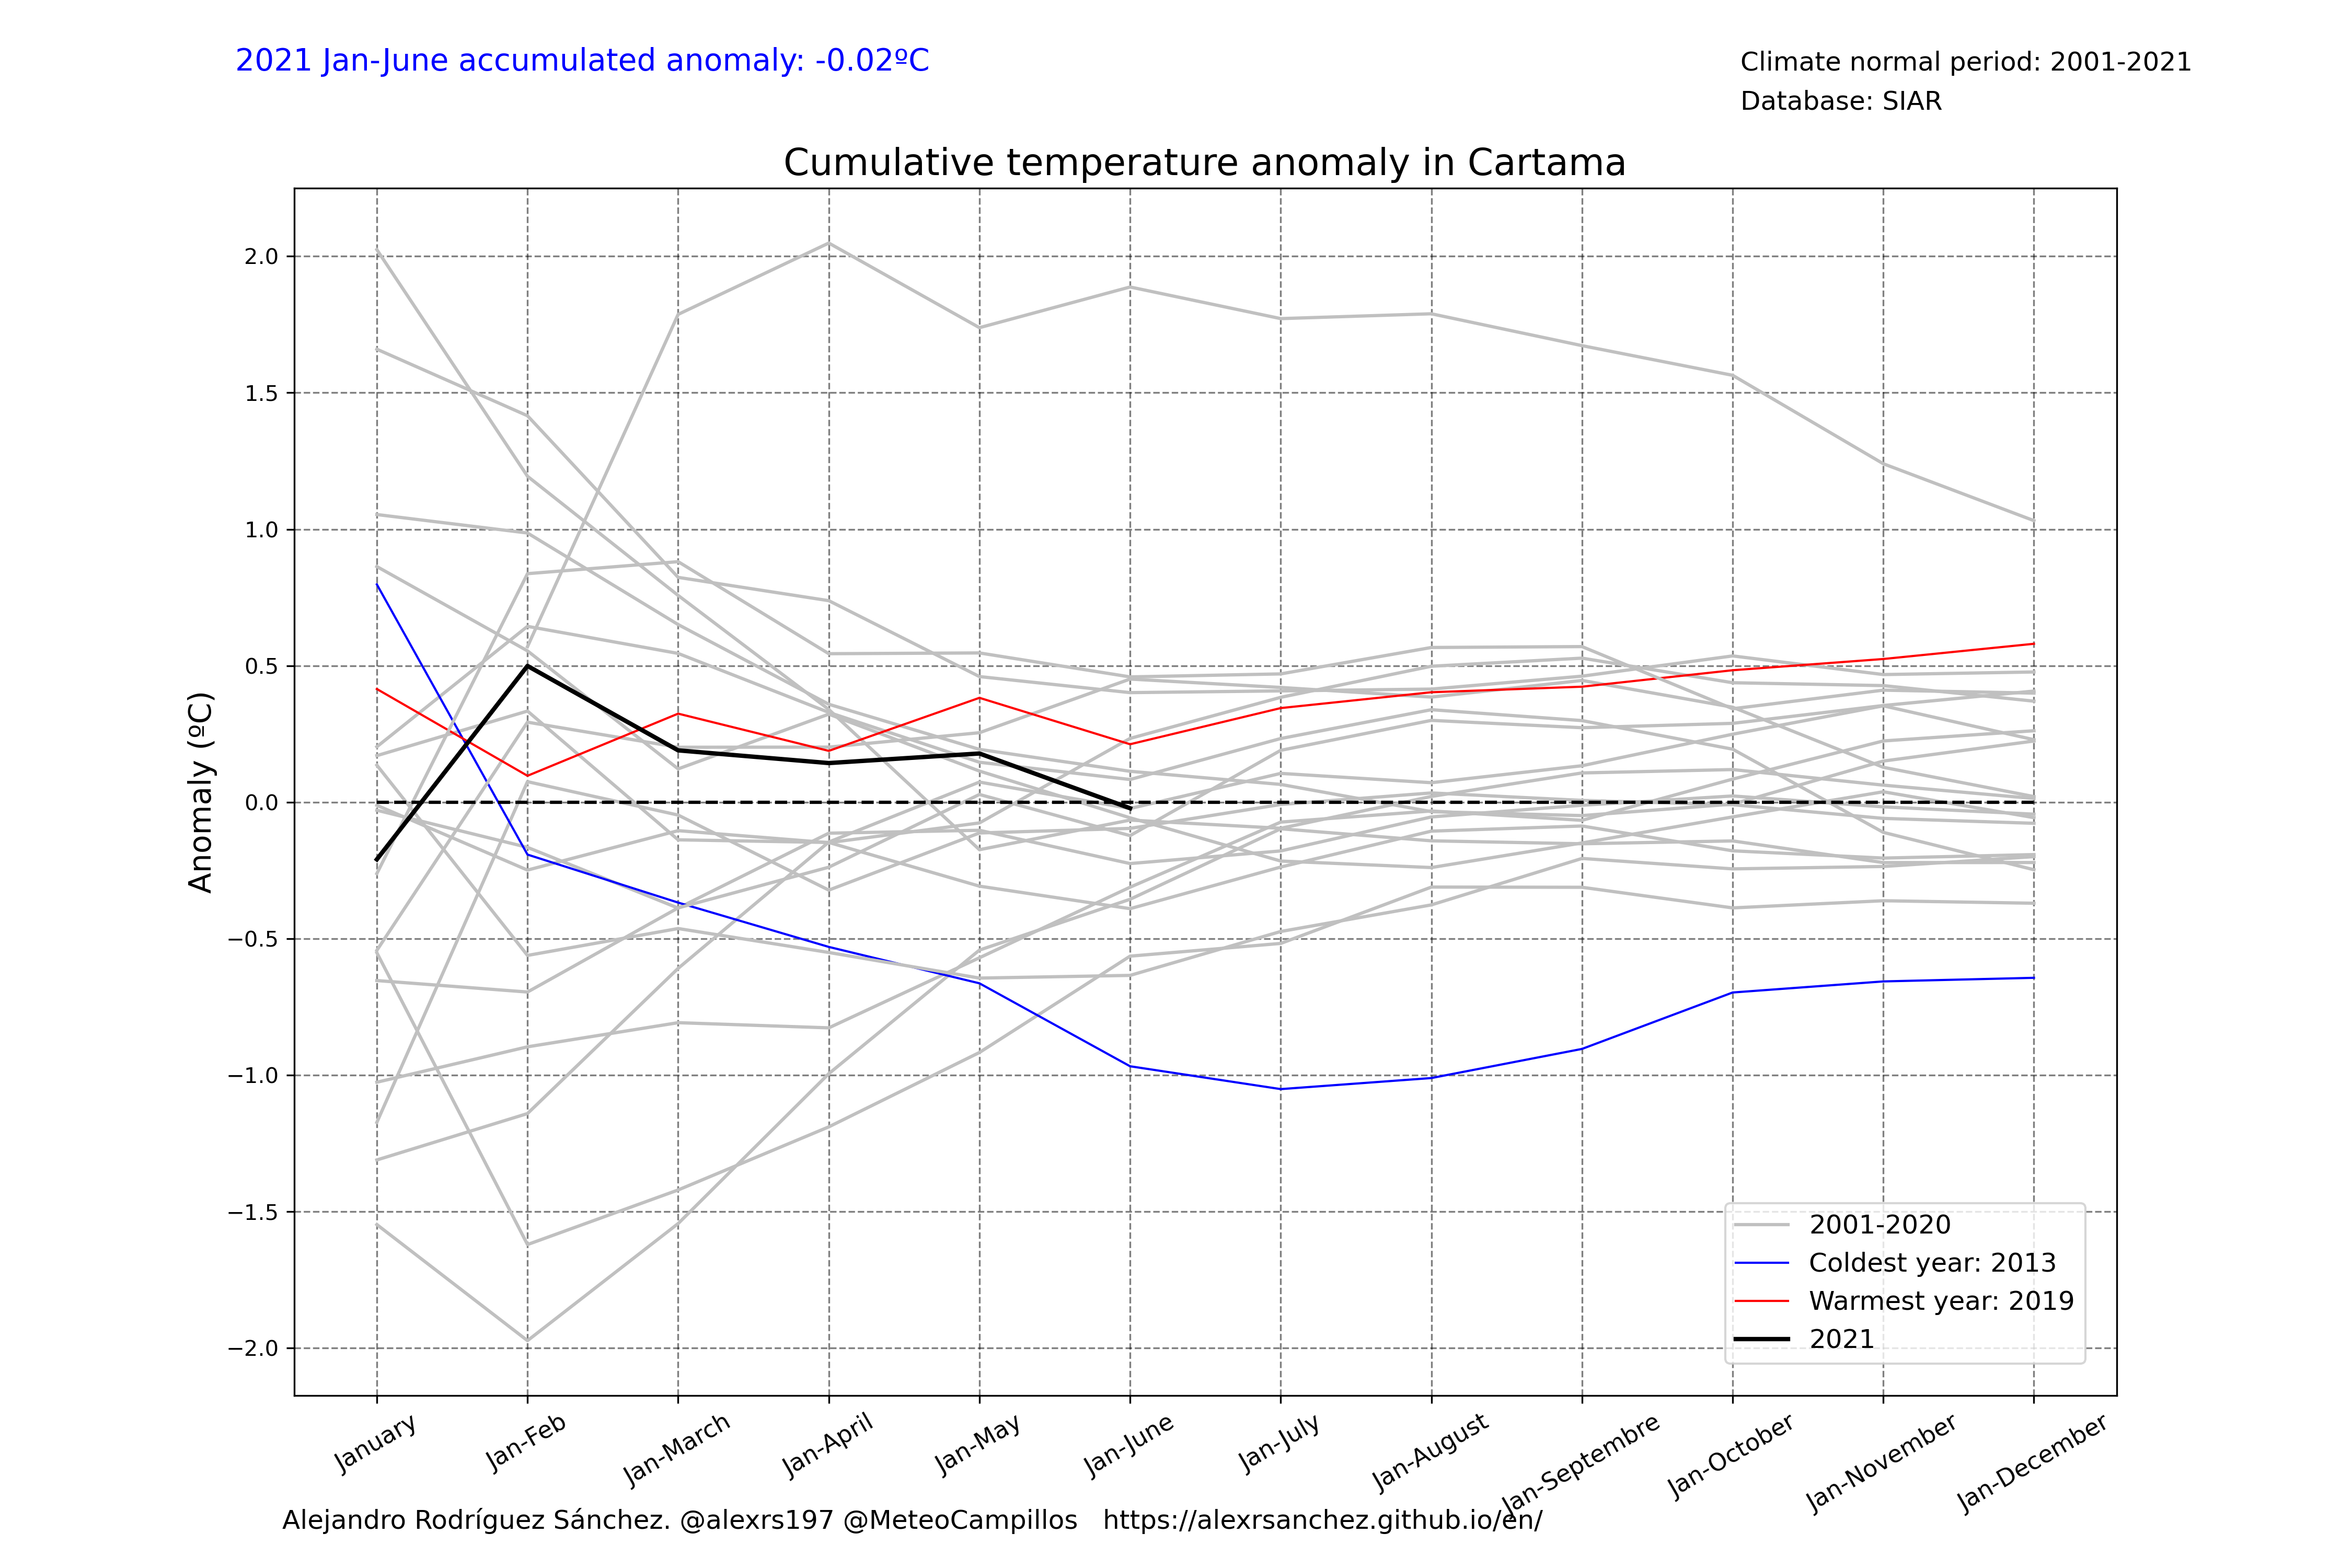 2021 Jan-June accumulated anomaly: -0.02ºC
Climate normal period: 2001-2021
Database: SIAR
Cumulative temperature anomaly in Cartama
Anomaly (ºC)
2.0
1.5
1.0
0.5
0.0
−0.5
−1.0
−1.5
−2.0
2001-2020
Coldest year: 2013
Warmest year: 2019
2021
January
Jan-Feb
Jan-March
Jan-April
Jan-May
Jan-June
Jan-July
Jan-August
Jan-Septembre
Jan-October
Jan-November
Jan-December
Alejandro Rodríguez Sánchez. @alexrs197 @MeteoCampillos https://alexrsanchez.github.io/en/